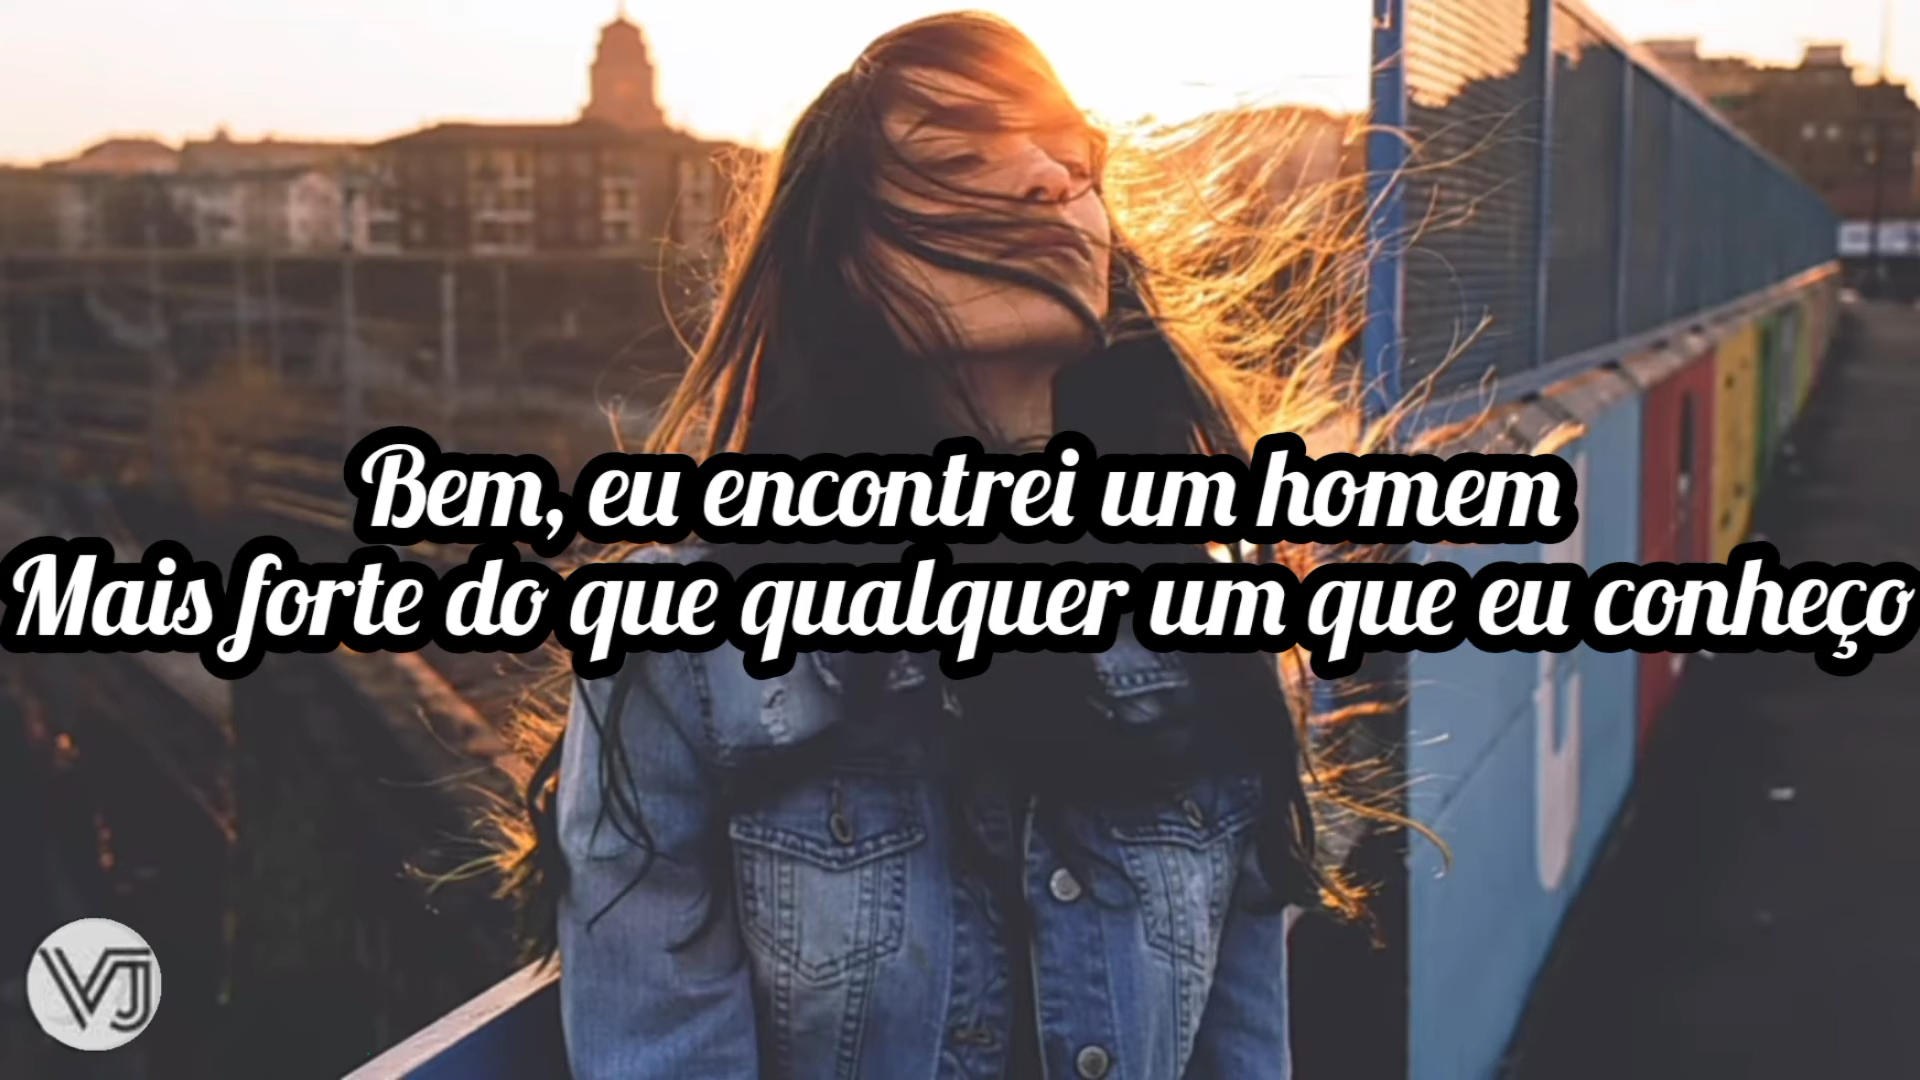 Bem, eu encontrei um homem
Mais forte do que qualquer um que eu conheço
VJ